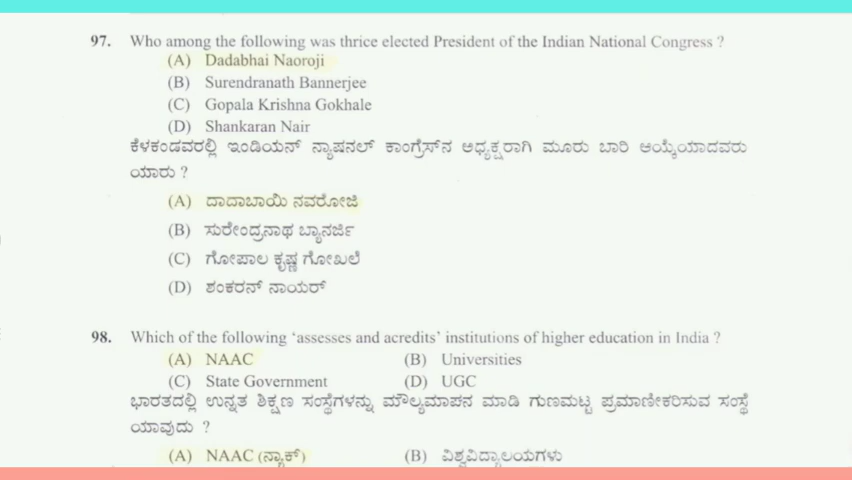 97. Who among the following was thrice elected President of the Indian National Congress ?
(A) Dadabhai Naoroji
(B) Surendranath Bannerjee
(C) Gopala Krishna Gokhale
(D) Shankaran Nair
ಕೆಳಕಂಡವರಲ್ಲಿ ಇಂಡಿಯನ್ ನ್ಯಾಷನಲ್ ಕಾಂಗ್ರೆಸ್‌ನ ಅಧ್ಯಕ್ಷರಾಗಿ ಮೂರು ಬಾರಿ ಆಯ್ಕೆಯಾದವರು
ಯಾರು ?
(A) ದಾದಾಬಾಯಿ ನವರೋಜಿ
(B) ಸುರೇಂದ್ರನಾಥ ಬ್ಯಾನರ್ಜಿ
(C) ಗೋಪಾಲ ಕೃಷ್ಣ ಗೋಖಲೆ
(D) ಶಂಕರನ್ ನಾಯರ್
98. Which of the following ‘assesses and acredits’ institutions of higher education in India ?
(A) NAAC (B) Universities
(C) State Government (D) UGC
ಭಾರತದಲ್ಲಿ ಉನ್ನತ ಶಿಕ್ಷಣ ಸಂಸ್ಥೆಗಳನ್ನು ಮೌಲ್ಯಮಾಪನ ಮಾಡಿ ಗುಣಮಟ್ಟ ಪ್ರಮಾಣೀಕರಿಸುವ ಸಂಸ್ಥೆ
ಯಾವುದು ?
(A) NAAC (ನ್ಯಾಕ್) (B) ವಿಶ್ವವಿದ್ಯಾಲಯಗಳು